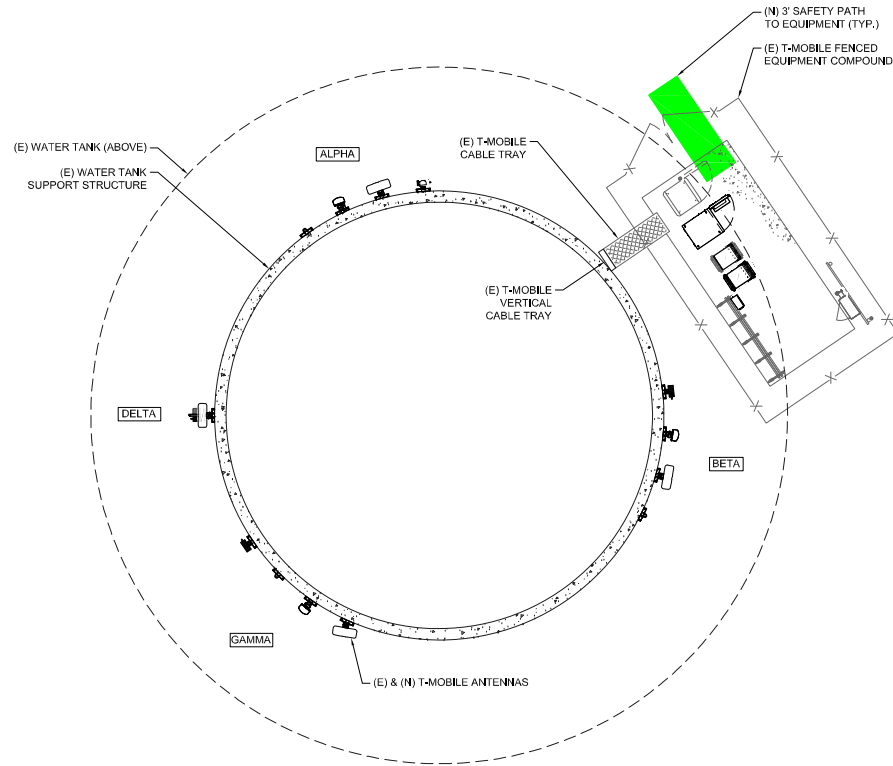 (N) 3' SAFETY PATH
TO EQUIPMENT (TYP.)
(E) T-MOBILE FENCED
EQUIPMENT COMPOUND
(E) WATER TANK (ABOVE)
(E) WATER TANK
SUPPORT STRUCTURE
ALPHA
(E) T-MOBILE
CABLE TRAY
(E) T-MOBILE
VERTICAL
CABLE TRAY
DELTA
BETA
GAMMA
(E) & (N) T-MOBILE ANTENNAS